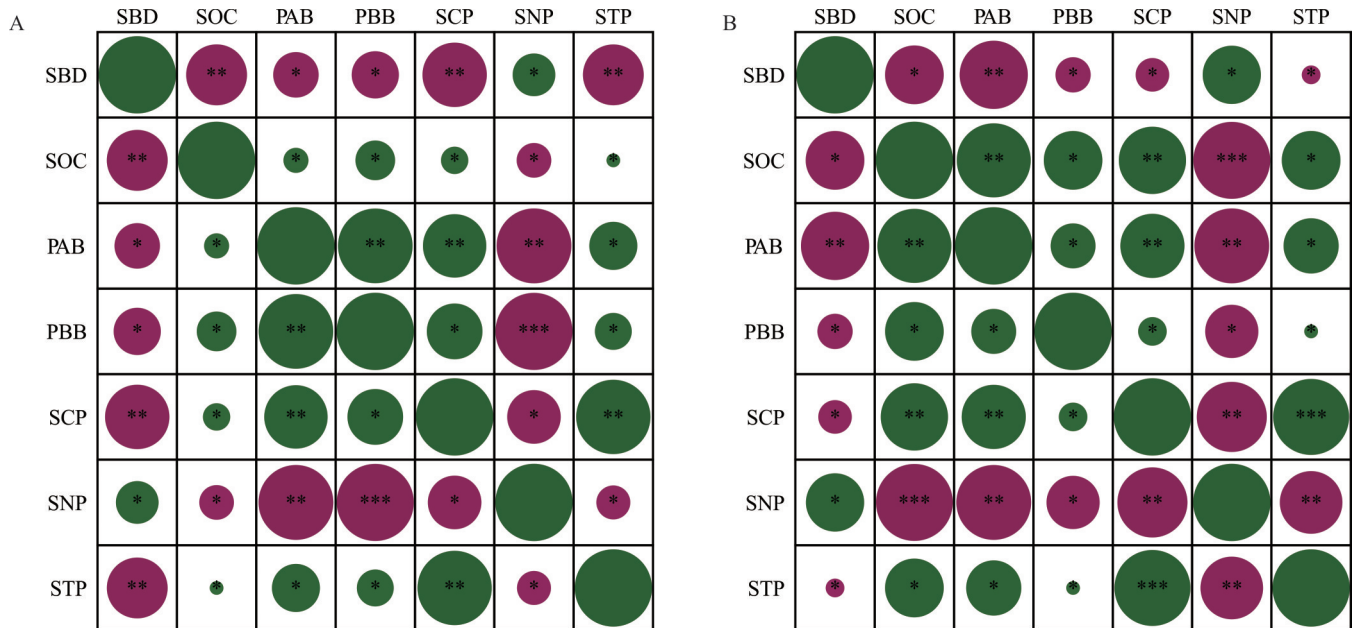 A
SBD SOC PAB PBB SCP SNP STP
SBD ** * * ** * **
SOC ** * * * * *
PAB * * ** ** ** *
PBB * * ** * *** *
SCP ** * ** * * **
SNP * * ** *** * *
STP ** * * * ** *
B
SBD SOC PAB PBB SCP SNP STP
SBD * ** * * * *
SOC * ** * ** *** *
PAB ** ** * ** ** *
PBB * * * * * *
SCP * ** ** * ** ***
SNP * *** ** * ** **
STP * * * * *** **